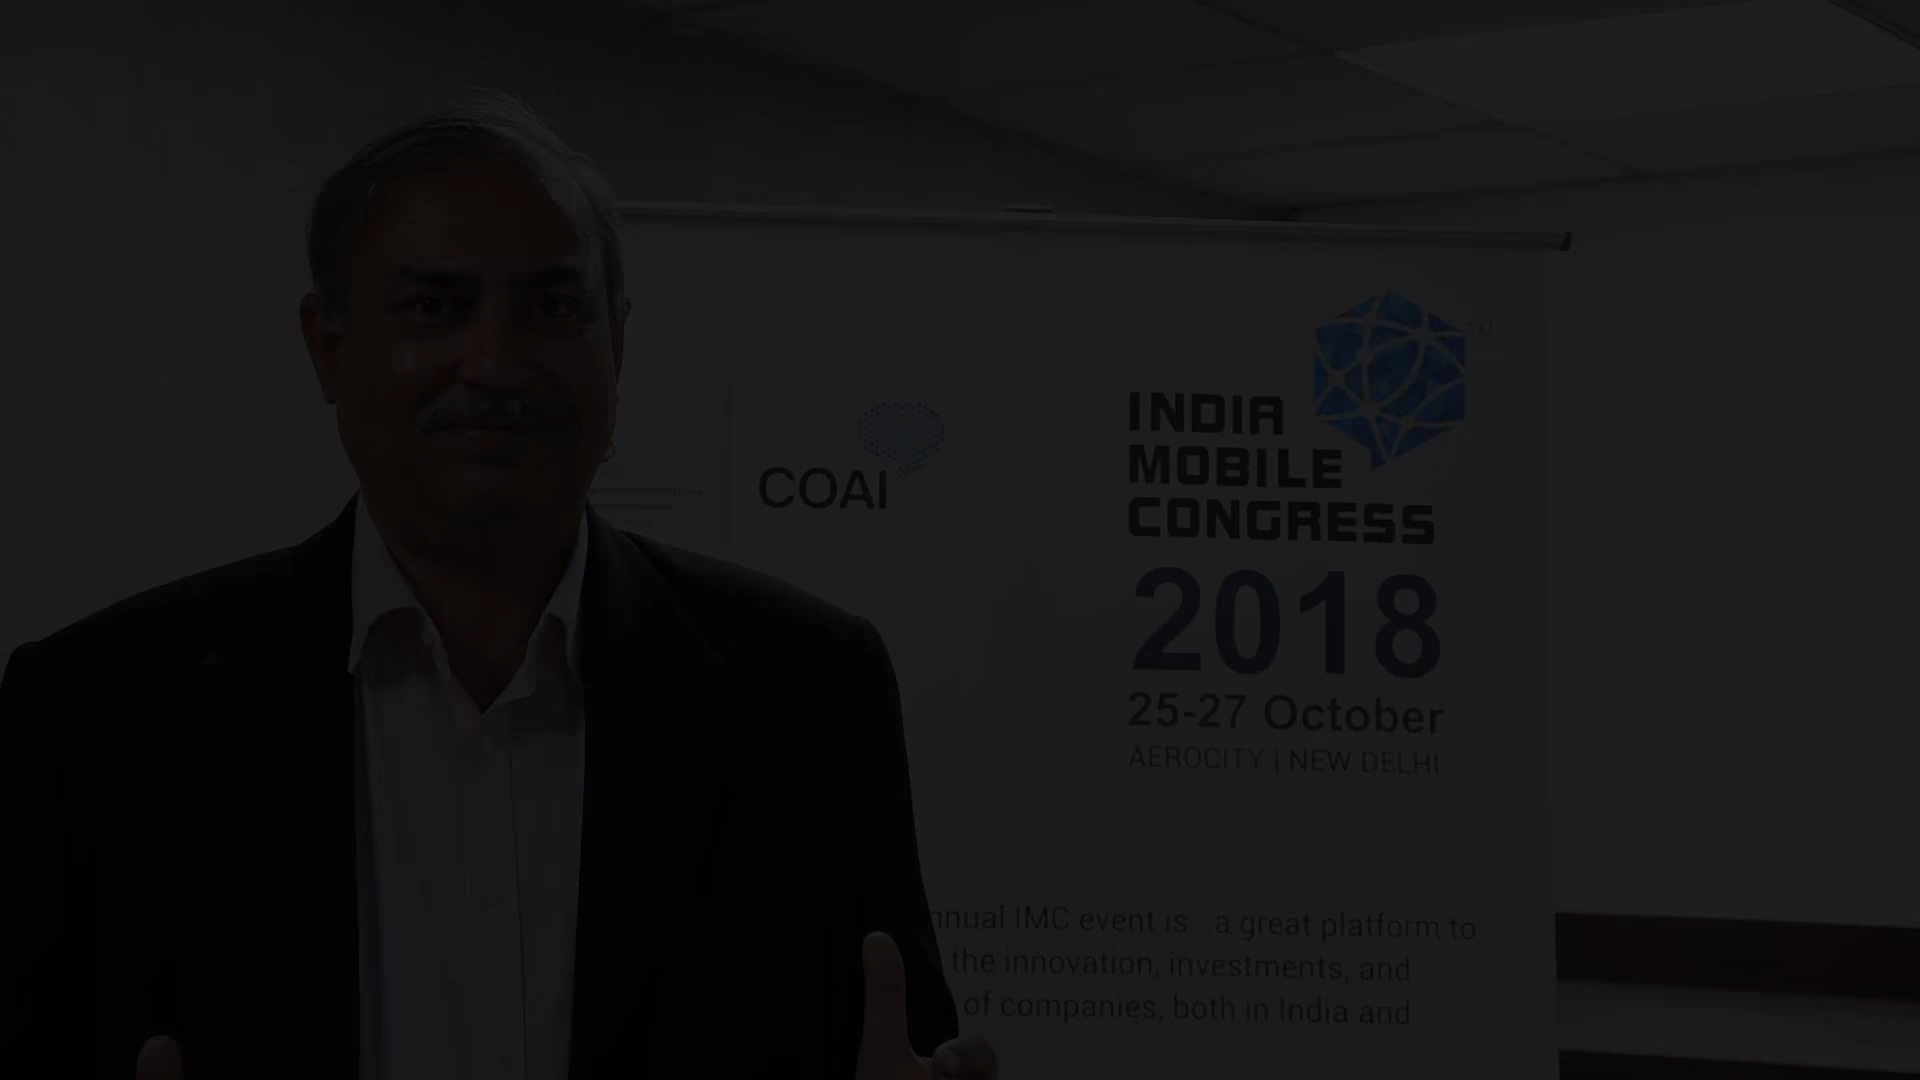 COAI
INDIA
MOBILE
CONGRESS
TM
2018
25-27 October
AEROCITY | NEW DELHI
IMC event is a great platform to
the innovation, investments, and
of companies, both in India and